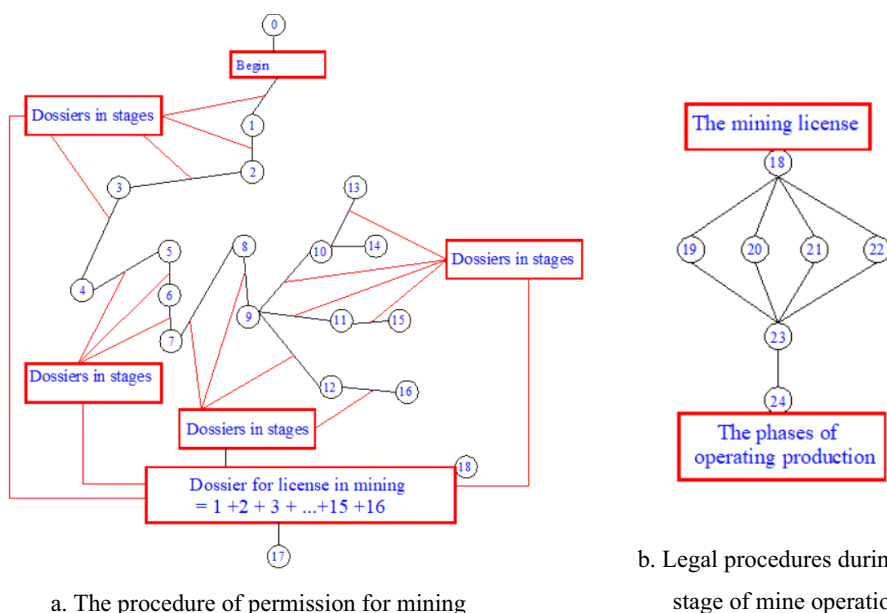 0
Begin
Dossiers in stages
1
2
3
13
8
10
14
5
Dossiers in stages
4
6
9
11
15
7
Dossiers in stages
12
16
Dossiers in stages
18
Dossier for license in mining
= 1 +2 + 3 + ...+15 +16
17
a. The procedure of permission for mining
The mining license
18
19
20
21
22
23
24
The phases of
operating production
b. Legal procedures
stage of mine